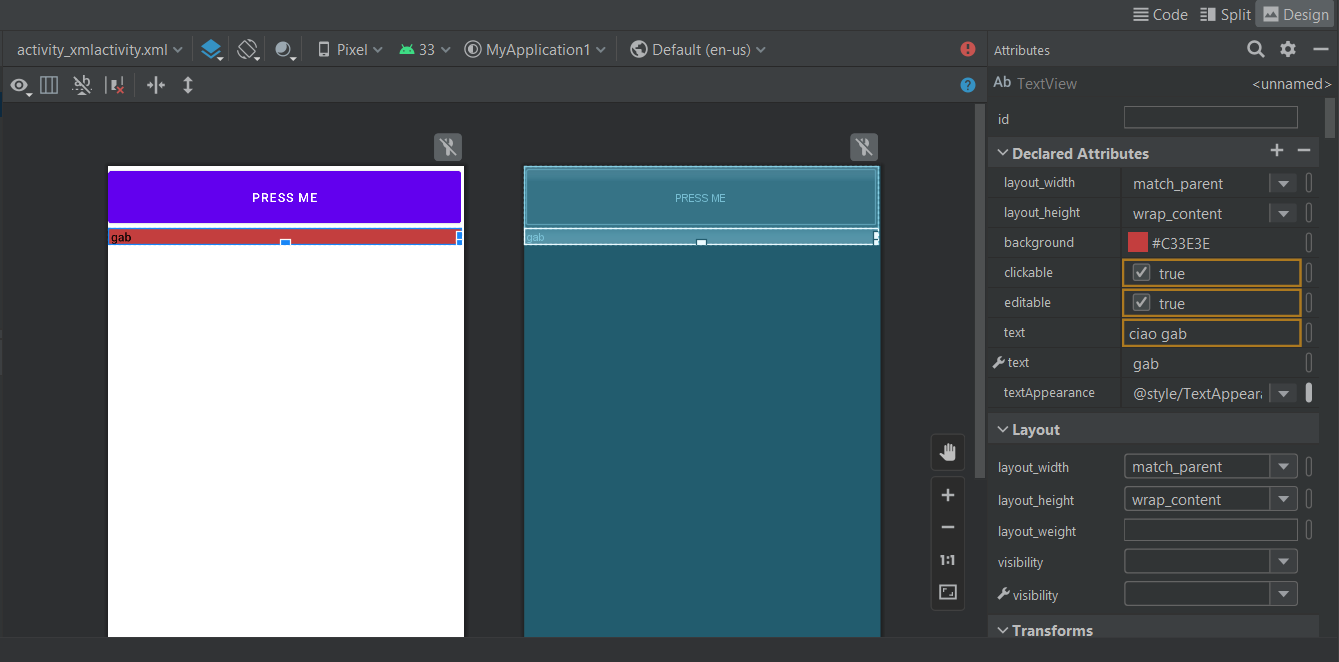 Code Split Design
activity_xmlactivity.xml Pixel 33 MyApplication1 Default (en-us)
Attributes
Ab TextView <unnamed>
id
Declared Attributes
layout_width match_parent
layout_height wrap_content
background #C33E3E
clickable true
editable true
text ciao gab
text gab
textAppearance @style/TextAppeara
Layout
layout_width match_parent
layout_height wrap_content
layout_weight
visibility
visibility
Transforms
PRESS ME
gab
PRESS ME
gab
1:1